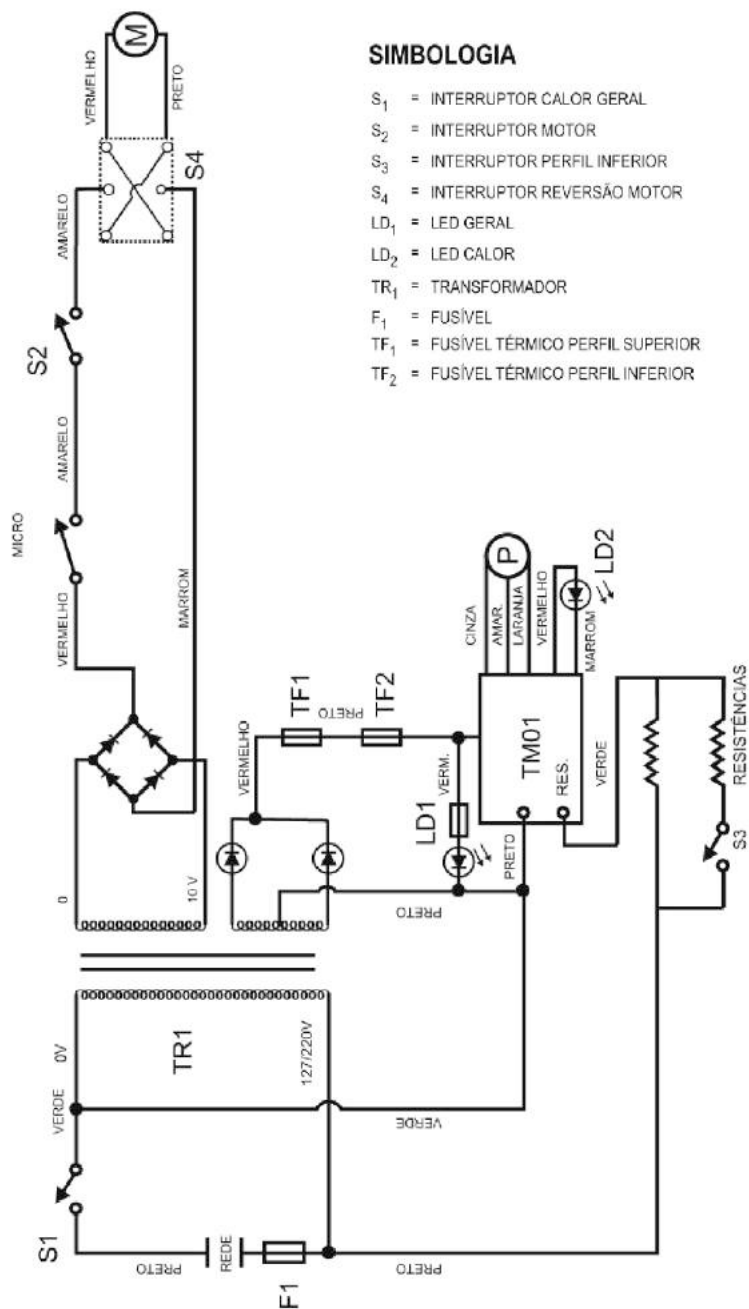 SIMBOLOGIA
S1 = INTERRUPTOR CALOR GERAL
S2 = INTERRUPTOR MOTOR
S3 = INTERRUPTOR PERFIL INFERIOR
S4 = INTERRUPTOR REVERSÃO MOTOR
LD1 = LED GERAL
LD2 = LED CALOR
TR1 = TRANSFORMADOR
F1 = FUSÍVEL
TF1 = FUSÍVEL TÉRMICO PERFIL SUPERIOR
TF2 = FUSÍVEL TÉRMICO PERFIL INFERIOR
M
VERMELHO
PRETO
S4
AMARELO
S2
AMARELO
MICRO
VERMELHO
MARROM
0
10 V
VERMELHO
TF1
PRETO
TF2
VERM.
LD1
PRETO
PRETO
TM01
RES.
CINZA
AMAR.
LARANJA
P
VERMELHO
MARROM
LD2
VERDE
RESISTÊNCIAS
S3
0V
TR1
127/220V
VERDE
VERDE
S1
PRETO
REDE
F1
PRETO